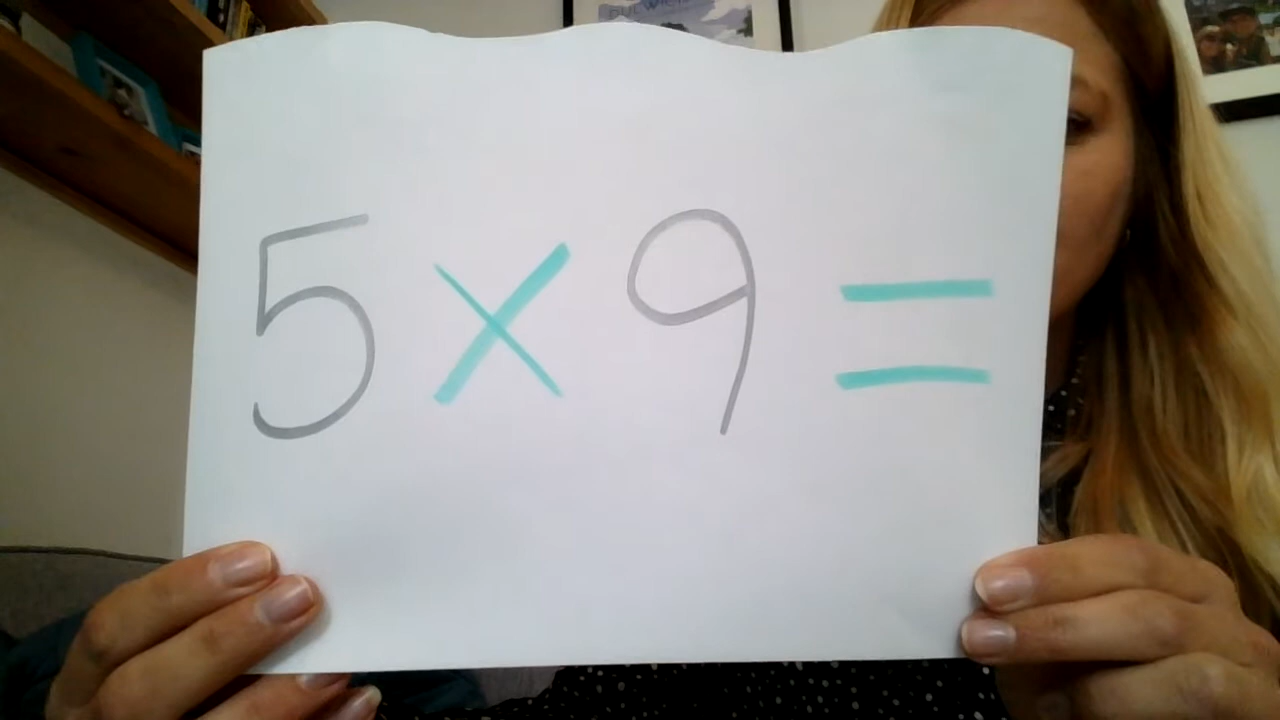 5 × 9 =